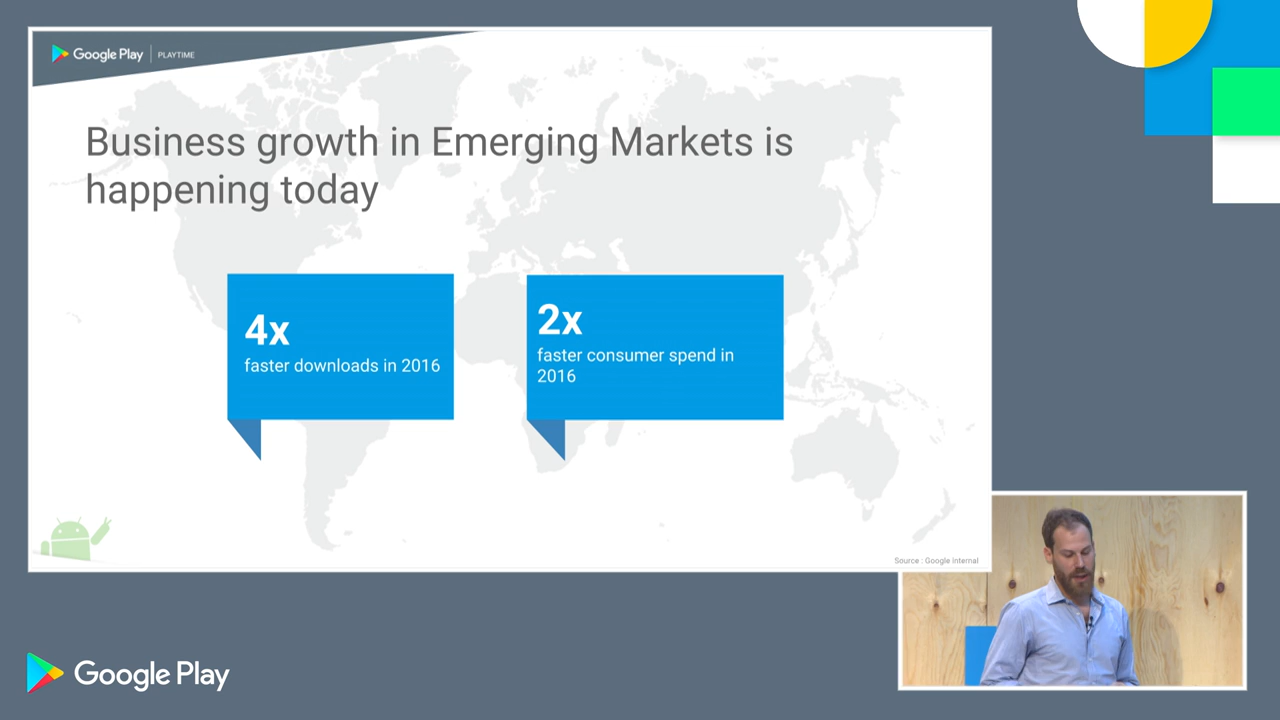 Google Play | PLAYTIME
Business growth in Emerging Markets is
happening today
4x
faster downloads in 2016
2x
faster consumer spend in
2016
Source : Google Internal
Google Play